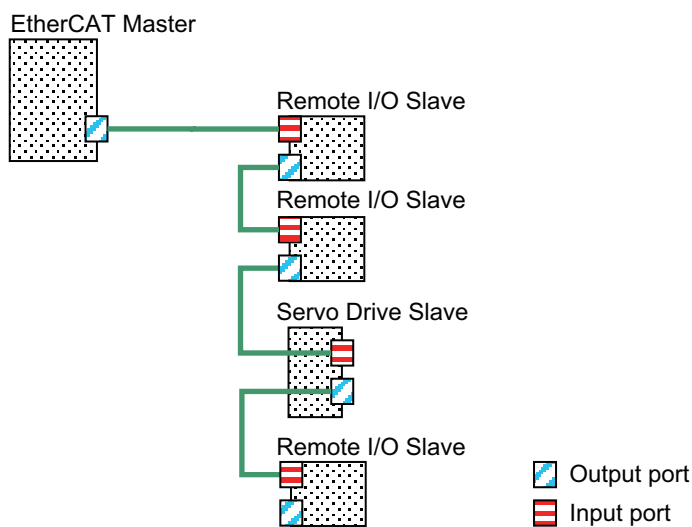 EtherCAT Master
Remote I/O Slave
Remote I/O Slave
Servo Drive Slave
Remote I/O Slave
Output port
Input port